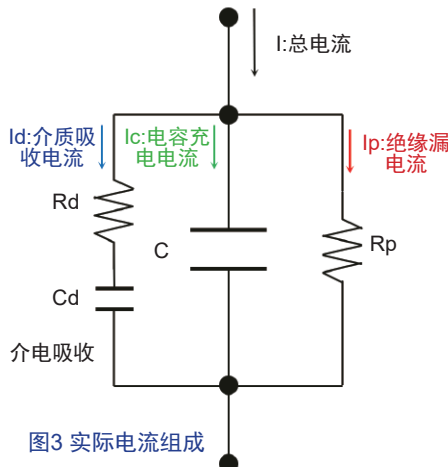 I:总电流
Id:介质吸
收电流
Ic:电容充
电电流
Ip:绝缘漏
电流
Rd
C
Rp
Cd
介电吸收
图3 实际电流组成